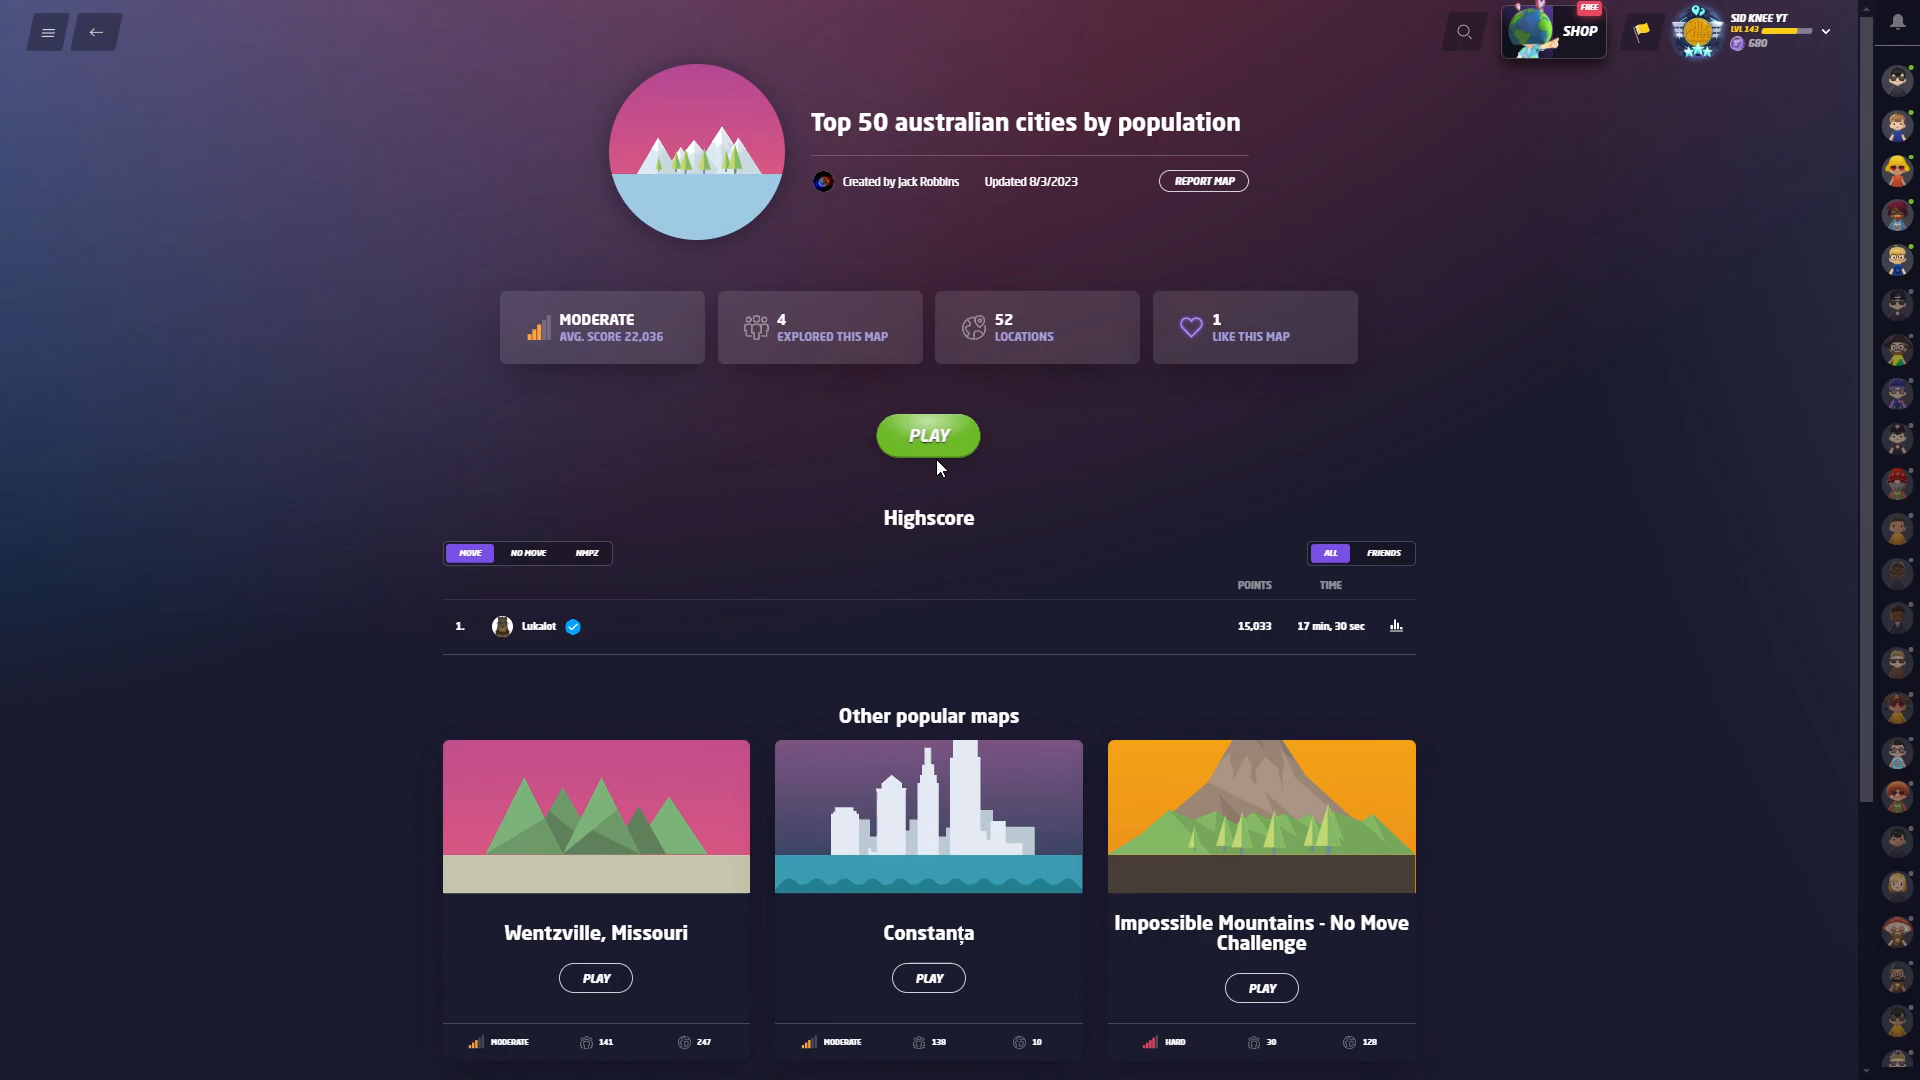 FREE
SHOP
SID KNEE YT
LVL 143
680
Top 50 australian cities by population
Created by Jack Robbins
Updated 8/3/2023
REPORT MAP
MODERATE
AVG. SCORE 22,036
4
EXPLORED THIS MAP
52
LOCATIONS
1
LIKE THIS MAP
PLAY
Highscore
MOVE
NO MOVE
NMPZ
ALL
FRIENDS
POINTS
TIME
1.
Lukalot
15,033
17 min, 30 sec
Other popular maps
Wentzville, Missouri
PLAY
MODERATE
141
247
Constanța
PLAY
MODERATE
138
10
Impossible Mountains - No Move
Challenge
PLAY
HARD
30
128